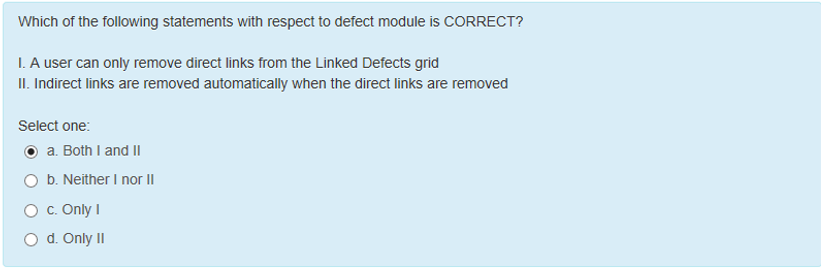 Which of the following statements with respect to defect module is CORRECT?
I. A user can only remove direct links from the Linked Defects grid
II. Indirect links are removed automatically when the direct links are removed
Select one:
a. Both I and II
b. Neither I nor II
c. Only I
d. Only II